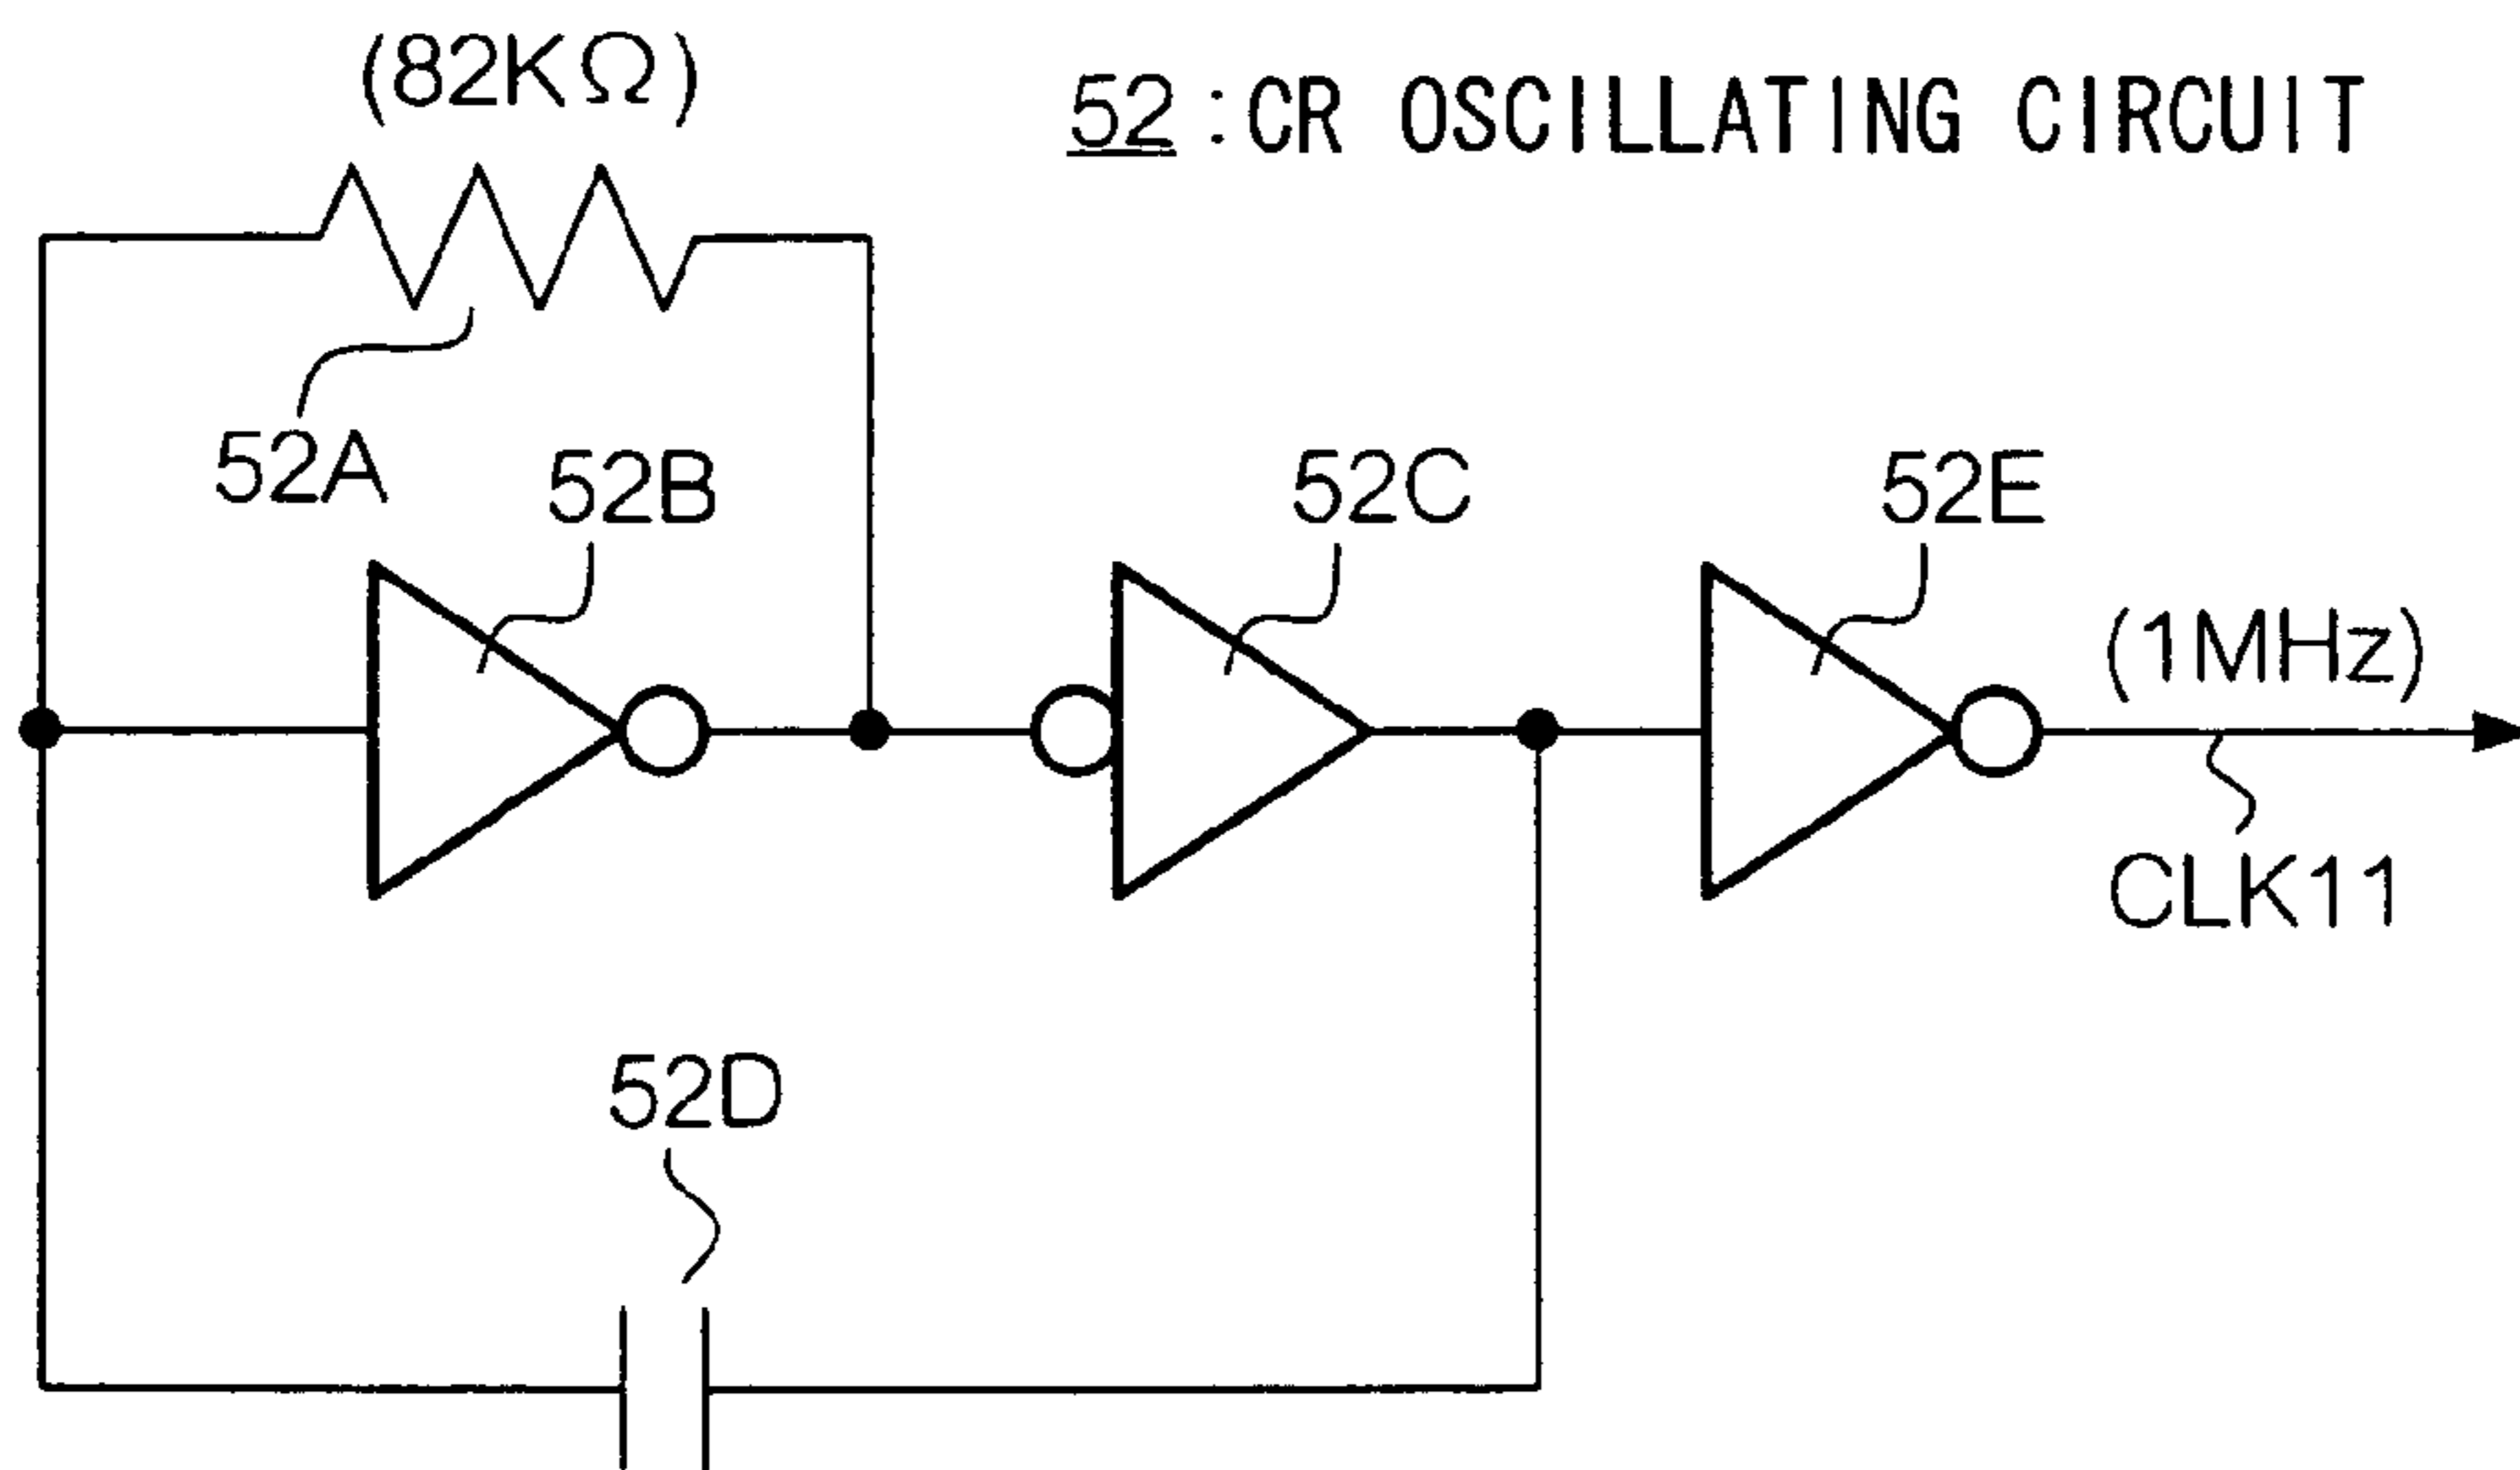 (82KΩ)
52 : CR OSCILLATING CIRCUIT
52A
52B
52C
52E
(1MHz)
CLK11
52D